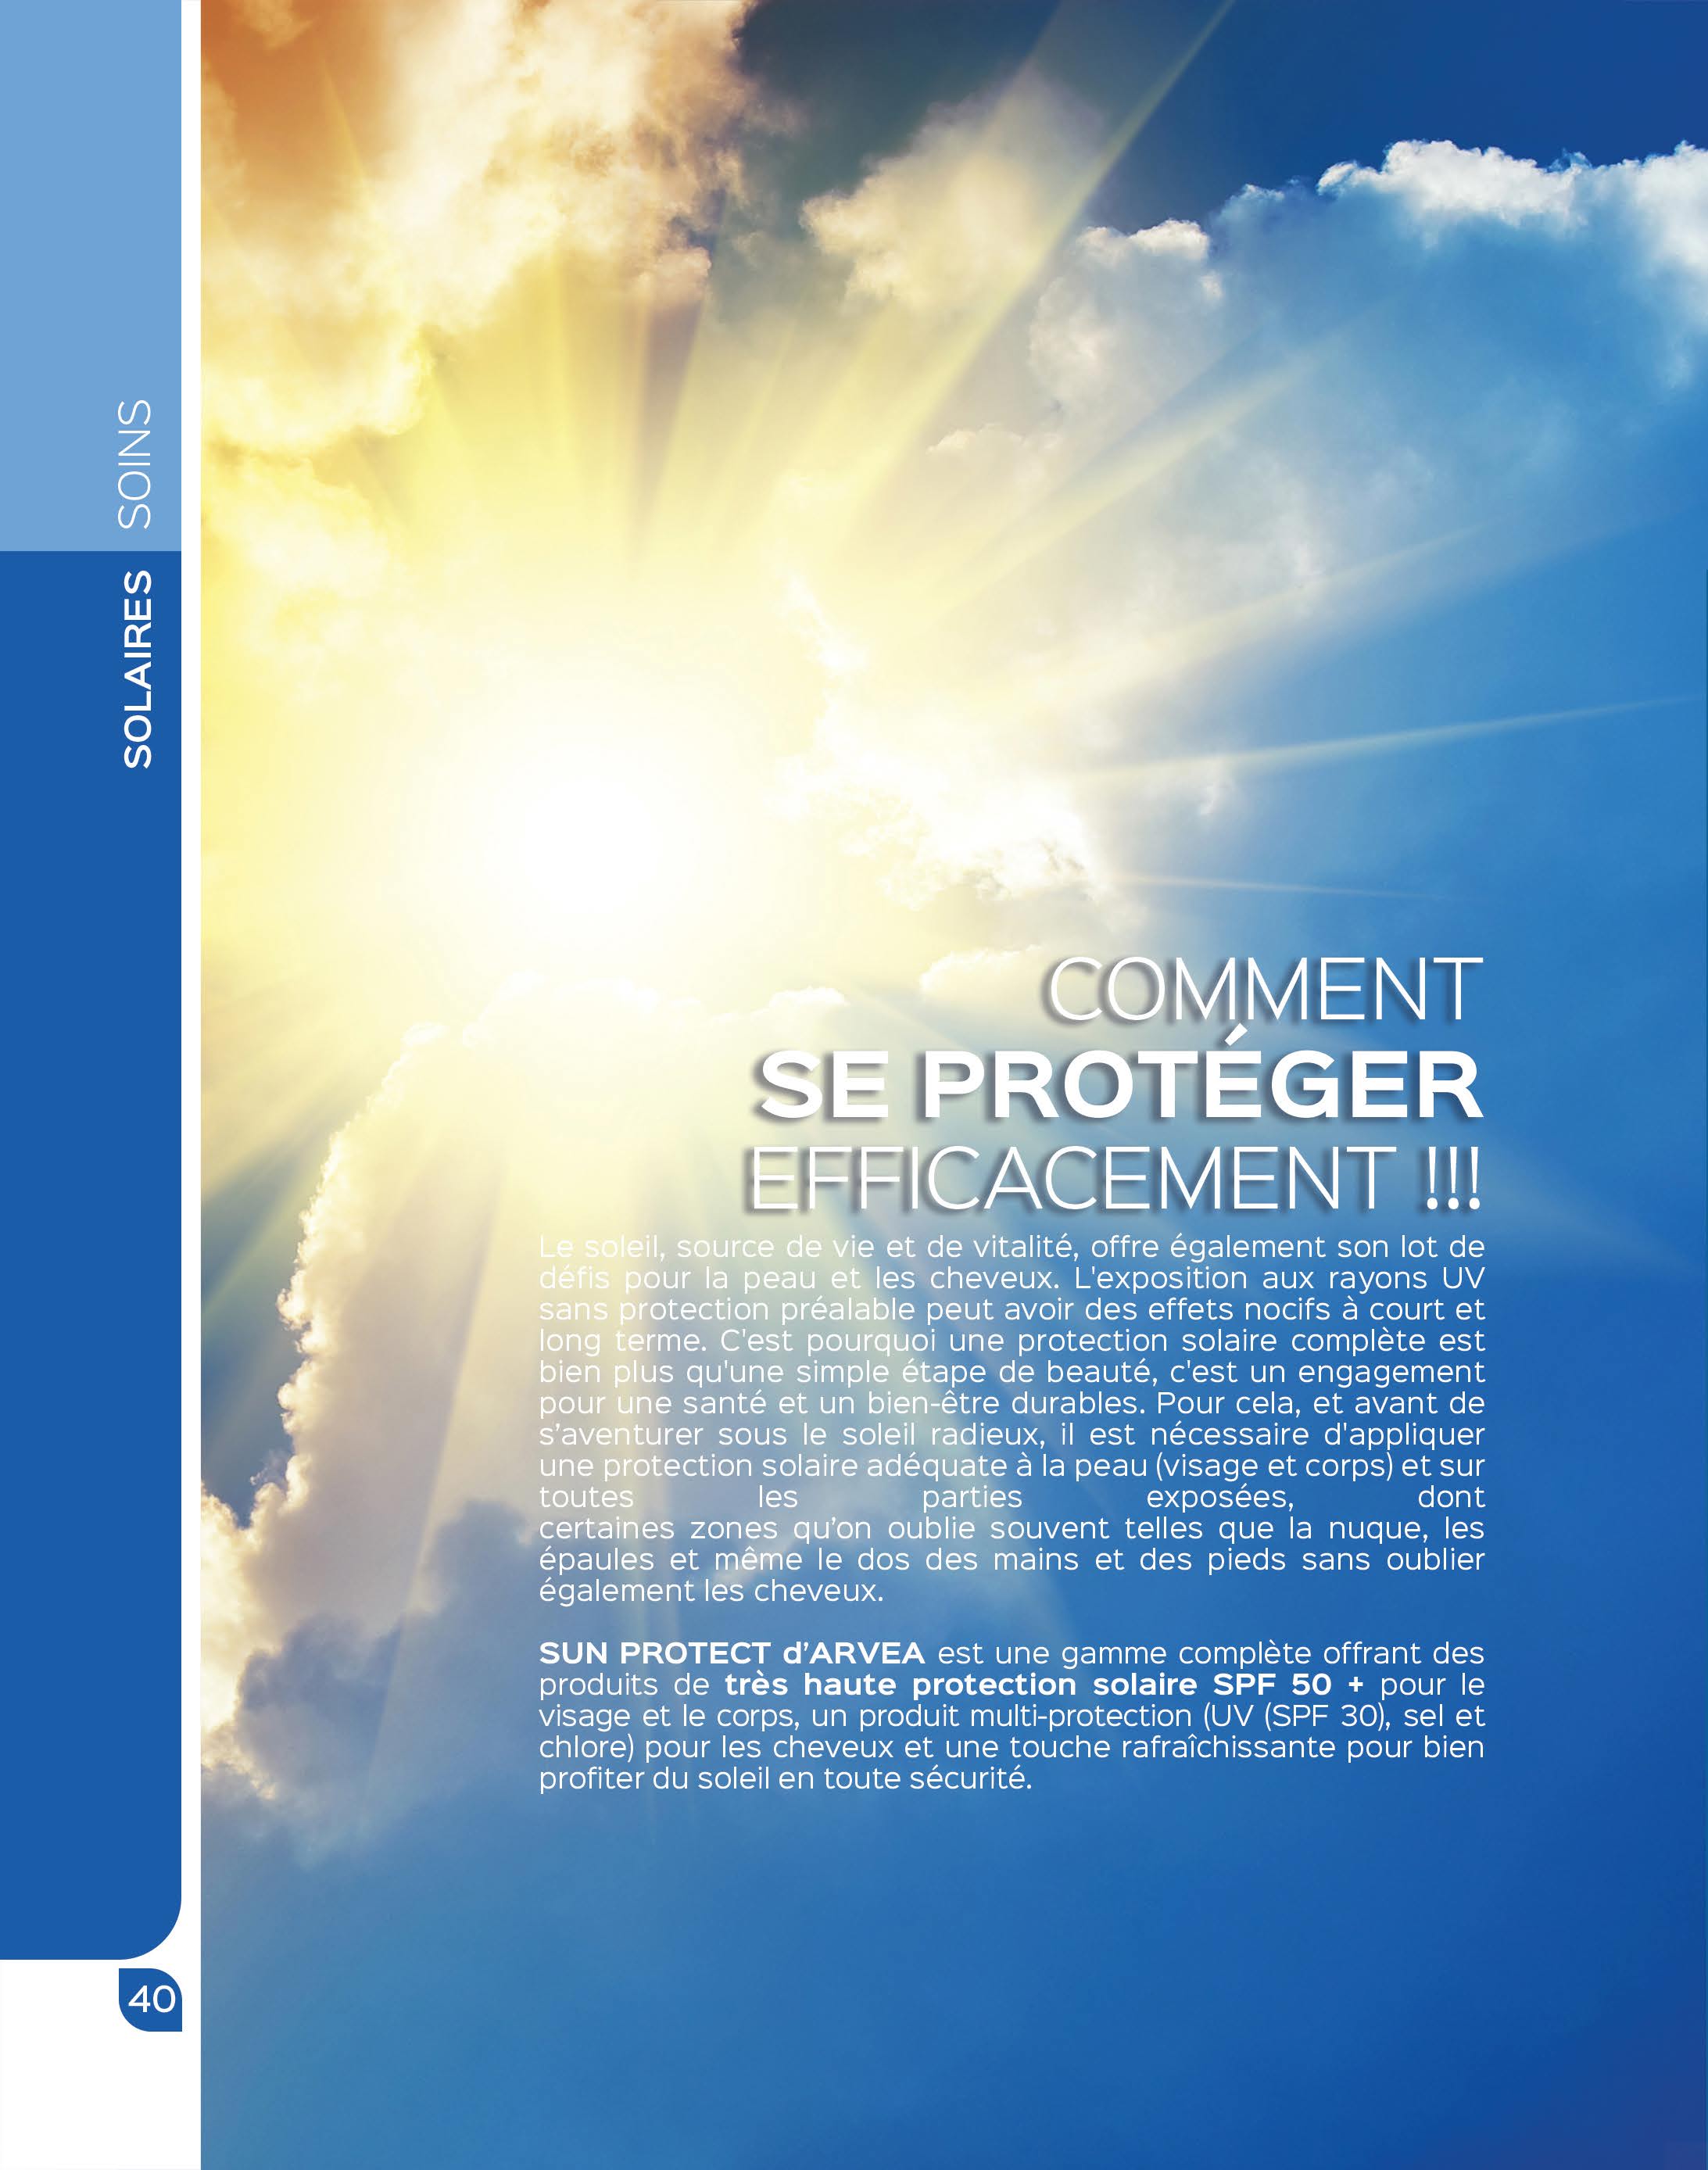 SOINS
SOLAIRES
COMMENT
SE PROTÉGER
EFFICACEMENT !!!
Le soleil, source de vie et de vitalité, offre également son lot de
défis pour la peau et les cheveux. L'exposition aux rayons UV
sans protection préalable peut avoir des effets nocifs à court et
long terme. C'est pourquoi une protection solaire complète est
bien plus qu'une simple étape de beauté, c'est un engagement
pour une santé et un bien-être durables. Pour cela, et avant de
s’aventurer sous le soleil radieux, il est nécessaire d'appliquer
une protection solaire adéquate à la peau (visage et corps) et sur
toutes les parties exposées, dont
certaines zones qu’on oublie souvent telles que la nuque, les
épaules et même le dos des mains et des pieds sans oublier
également les cheveux.
SUN PROTECT d’ARVEA est une gamme complète offrant des
produits de très haute protection solaire SPF 50 + pour le
visage et le corps, un produit multi-protection (UV (SPF 30), sel et
chlore) pour les cheveux et une touche rafraîchissante pour bien
profiter du soleil en toute sécurité.
40